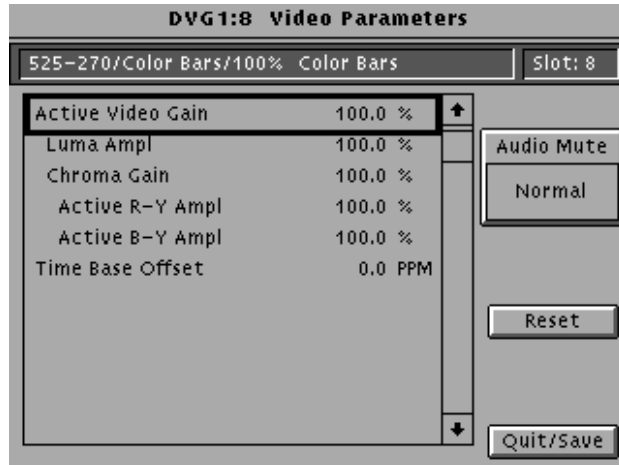 DVG1:8 Video Parameters
525-270/Color Bars/100% Color Bars
Slot: 8
Active Video Gain 100.0 %
Luma Ampl 100.0 %
Chroma Gain 100.0 %
Active R-Y Ampl 100.0 %
Active B-Y Ampl 100.0 %
Time Base Offset 0.0 PPM
Audio Mute
Normal
Reset
Quit/Save